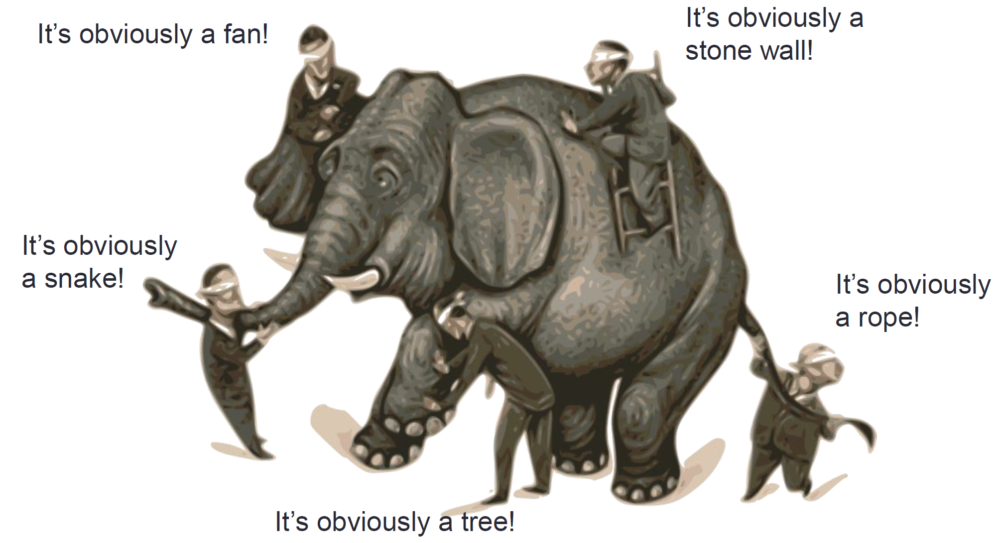 It’s obviously a fan!
It’s obviously a
stone wall!
It’s obviously
a snake!
It’s obviously
a rope!
It’s obviously a tree!